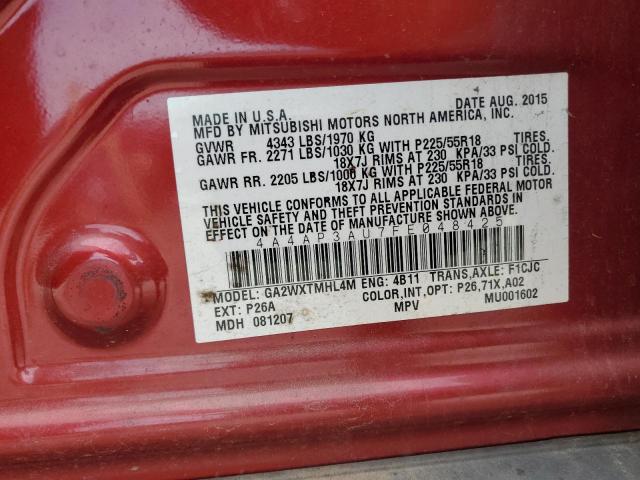 MADE IN U.S.A. DATE AUG. 2015
MFD BY MITSUBISHI MOTORS NORTH AMERICA, INC.
GVWR 4343 LBS/1970 KG
GAWR FR. 2271 LBS/1030 KG WITH P225/55R18 TIRES.
18X7J RIMS AT 230 KPA/33 PSI COLD.
GAWR RR. 2205 LBS/1000 KG WITH P225/55R18 TIRES.
18X7J RIMS AT 230 KPA/33 PSI COLD.
THIS VEHICLE CONFORMS TO ALL APPLICABLE FEDERAL MOTOR
VEHICLE SAFETY AND THEFT PREVENTION STANDARDS IN EFFECT ON THE
DATE OF MANUFACTURE SHOWN ABOVE.
4A4AP3AU7FE048425
MODEL: GA2WXTMHL4M ENG: 4B11 TRANS,AXLE: F1CJC
EXT: P26A COLOR,INT,OPT: P26,71X,A02
MDH 081207 MPV MU001602